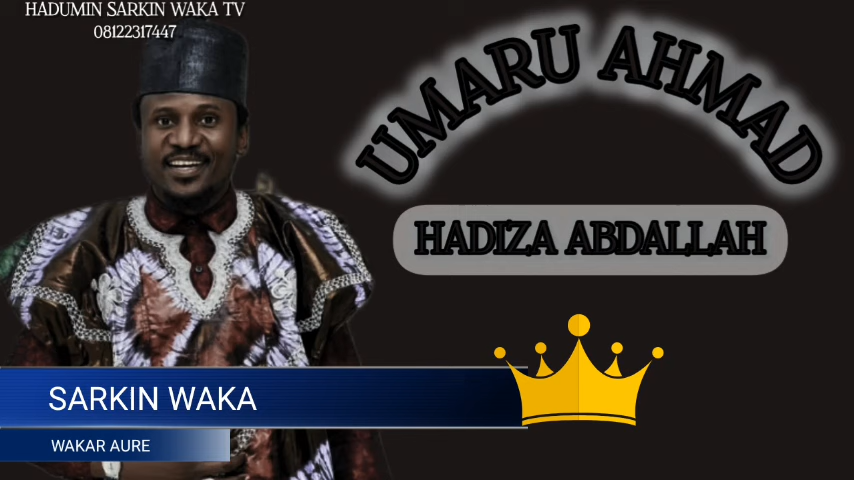 HADUMIN SARKIN WAKA TV
08122317447
UMARU AHMAD
HADIZA ABDALLAH
SARKIN WAKA
WAKAR AURE